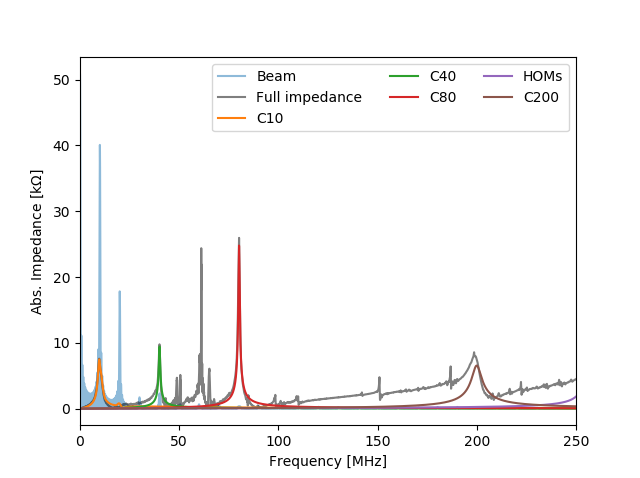 Beam
Full impedance
C10
C40
C80
HOMs
C200
Abs. Impedance [kΩ]
50
40
30
20
10
0
0 50 100 150 200 250
Frequency [MHz]